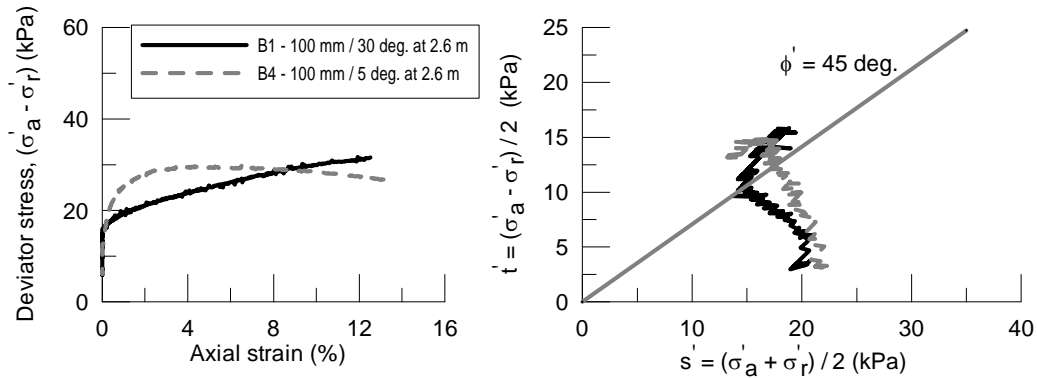 Deviator stress, (σ'a - σ'r) (kPa)
60
40
20
0
B1 - 100 mm / 30 deg. at 2.6 m
B4 - 100 mm / 5 deg. at 2.6 m
0 4 8 12 16
Axial strain (%)
t' = (σ'a - σ'r) / 2 (kPa)
25
20
15
10
5
0
ϕ' = 45 deg.
0 10 20 30 40
s' = (σ'a + σ'r) / 2 (kPa)